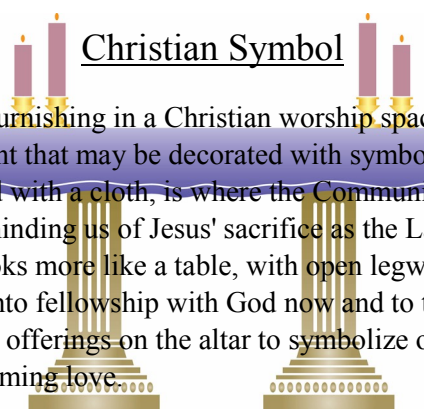 Christian Symbol
urnishing in a Christian worship spac
nt that may be decorated with symbo
d with a cloth, is where the Communi
inding us of Jesus' sacrifice as the La
oks more like a table, with open legw
nto fellowship with God now and to t
offerings on the altar to symbolize o
ming love.